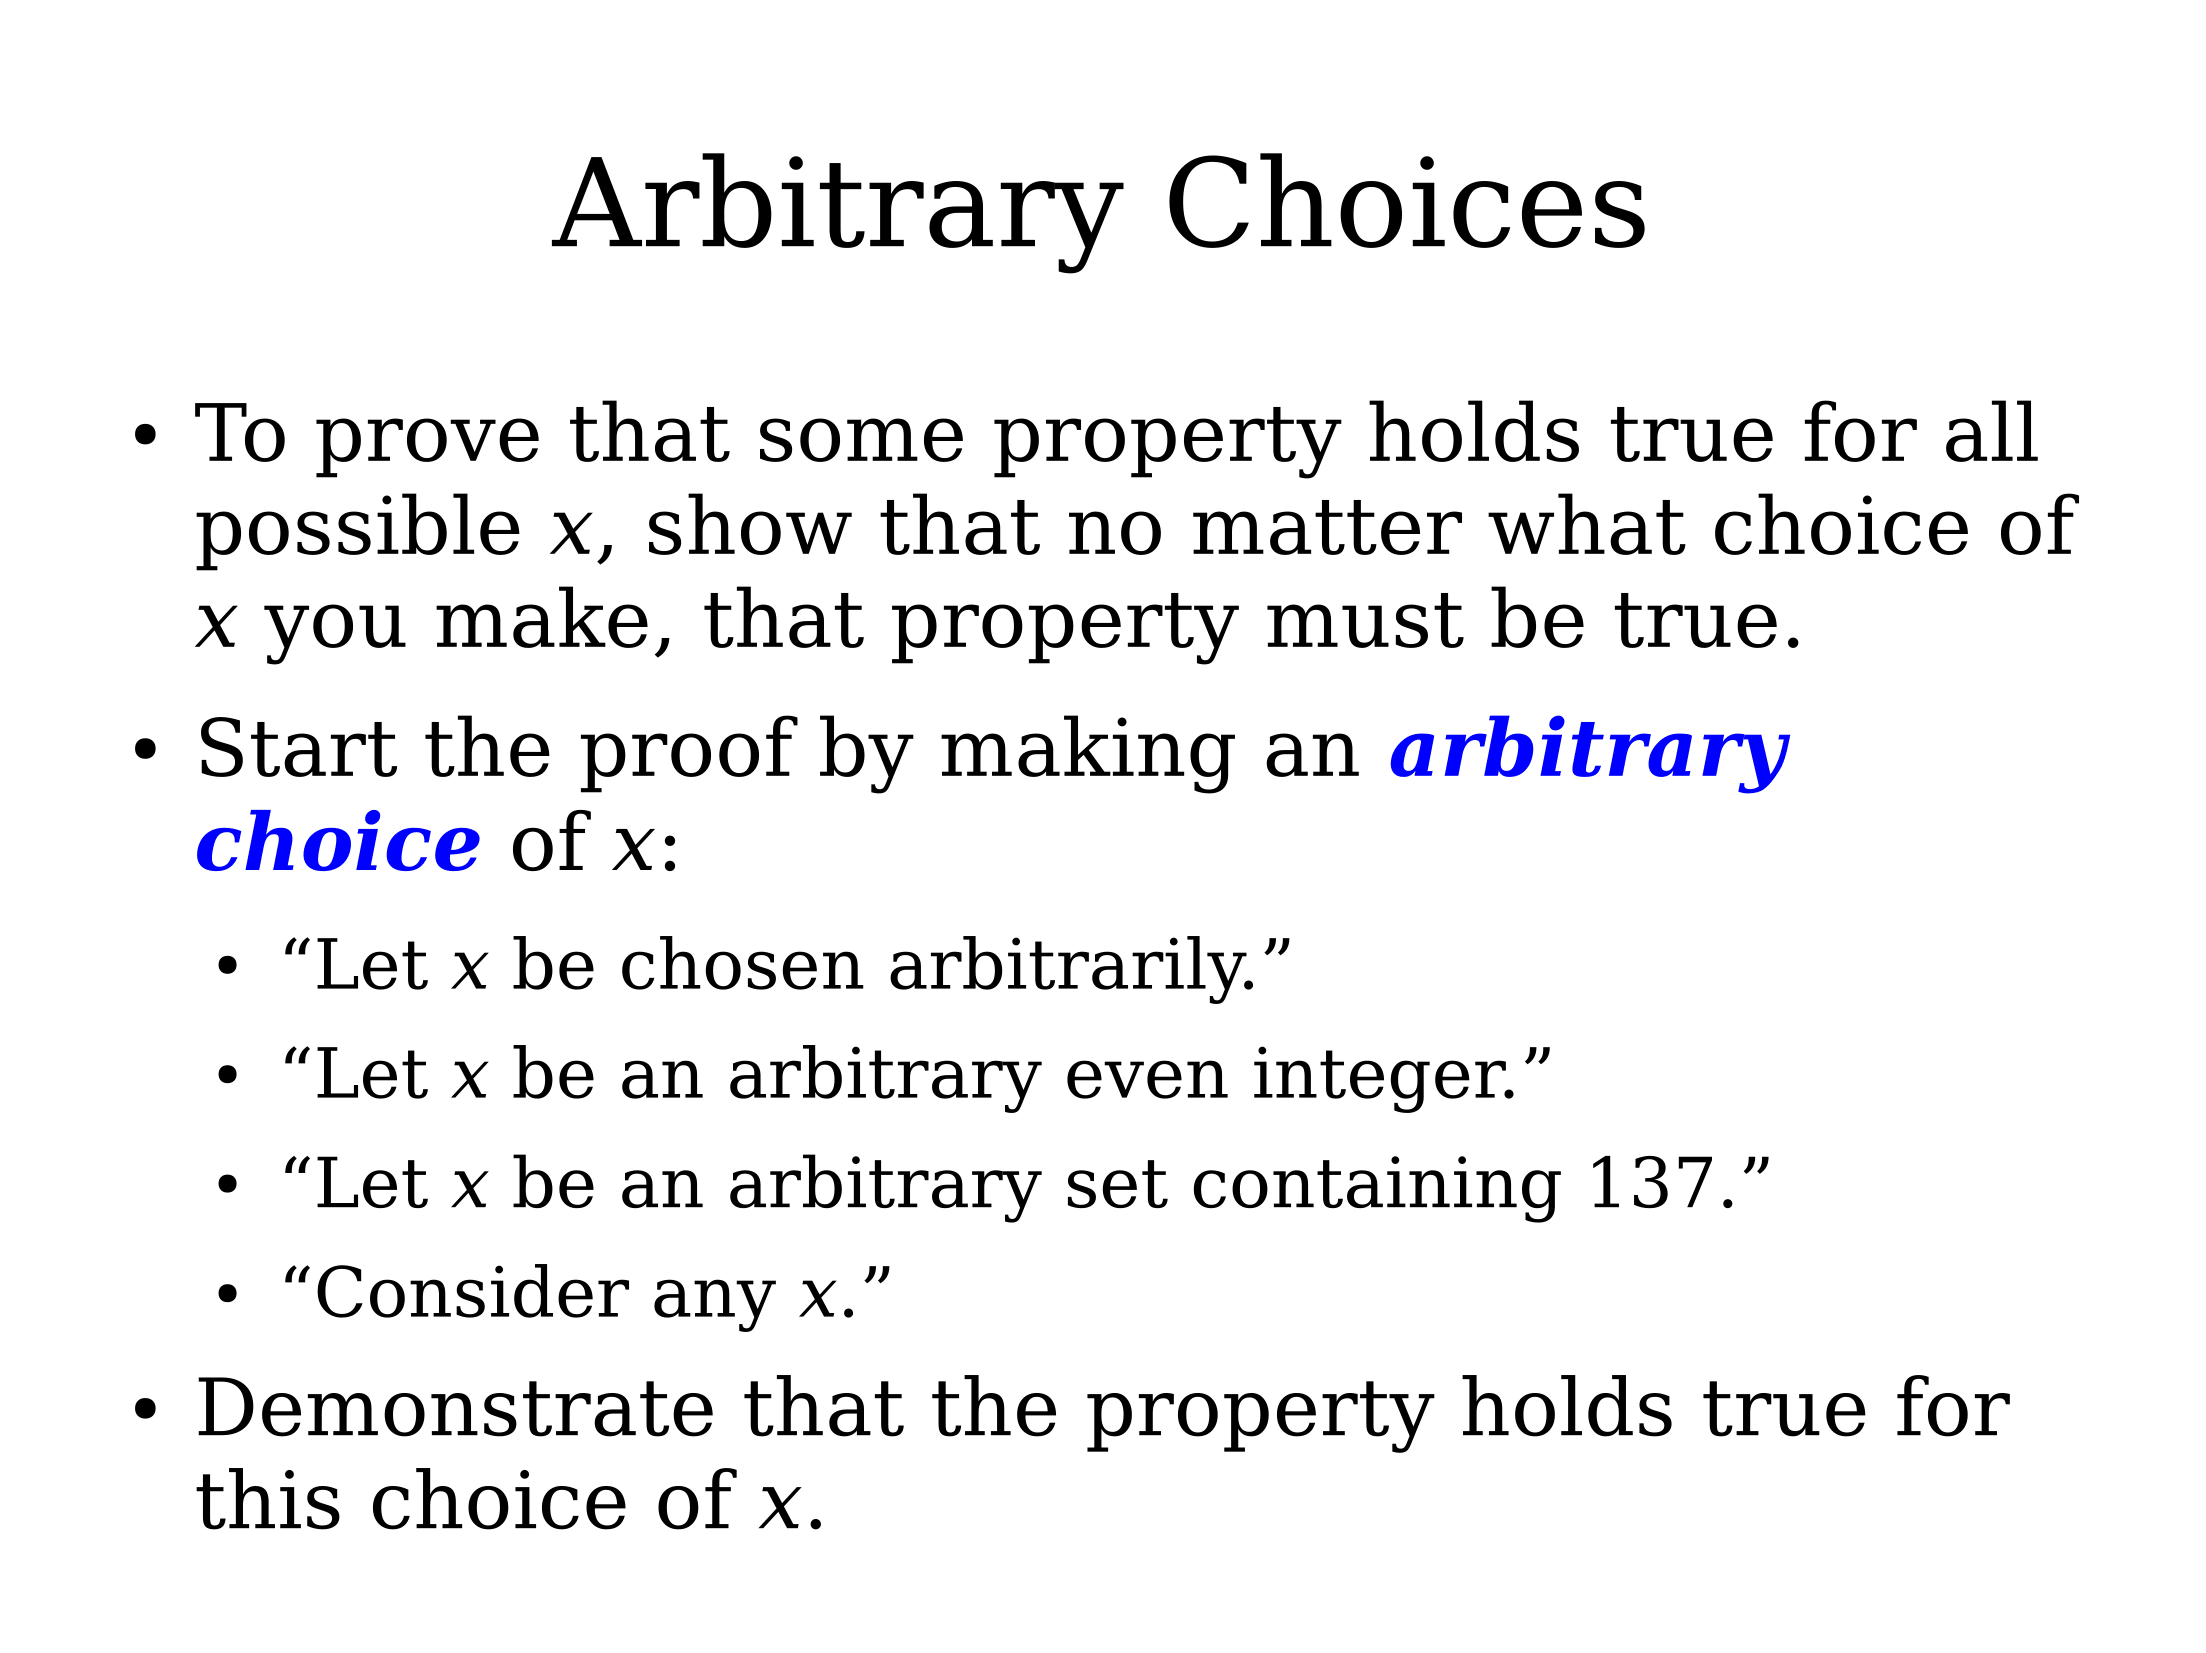 Arbitrary Choices
• To prove that some property holds true for all
possible x, show that no matter what choice of
x you make, that property must be true.
• Start the proof by making an arbitrary
choice of x:
• “Let x be chosen arbitrarily.”
• “Let x be an arbitrary even integer.”
• “Let x be an arbitrary set containing 137.”
• “Consider any x.”
• Demonstrate that the property holds true for
this choice of x.